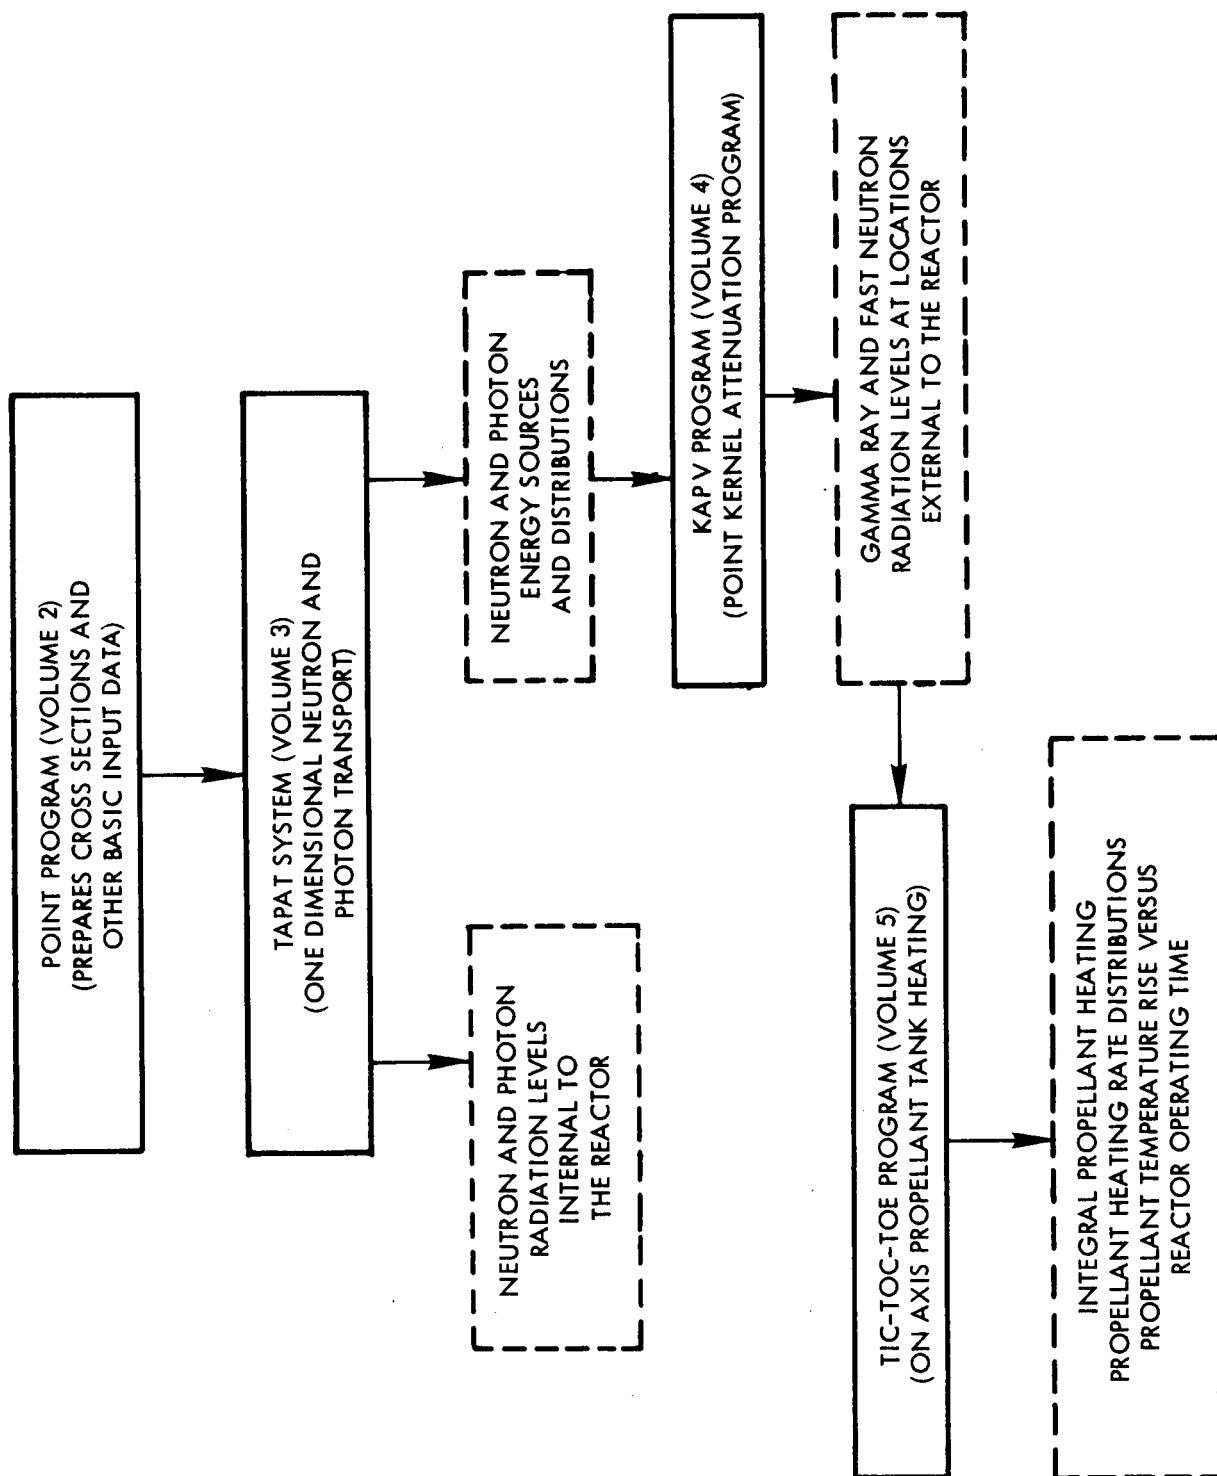 POINT PROGRAM (VOLUME 2)
(PREPARES CROSS SECTIONS AND
OTHER BASIC INPUT DATA)
TAPAT SYSTEM (VOLUME 3)
(ONE DIMENSIONAL NEUTRON AND
PHOTON TRANSPORT)
NEUTRON AND PHOTON
RADIATION LEVELS
INTERNAL TO
THE REACTOR
NEUTRON AND PHOTON
ENERGY SOURCES
AND DISTRIBUTIONS
KAP V PROGRAM (VOLUME 4)
(POINT KERNEL ATTENUATION PROGRAM)
GAMMA RAY AND FAST NEUTRON
RADIATION LEVELS AT LOCATIONS
EXTERNAL TO THE REACTOR
TIC-TOC-TOE PROGRAM (VOLUME 5)
(ON AXIS PROPELLANT TANK HEATING)
INTEGRAL PROPELLANT HEATING
PROPELLANT HEATING RATE DISTRIBUTIONS
PROPELLANT TEMPERATURE RISE VERSUS
REACTOR OPERATING TIME